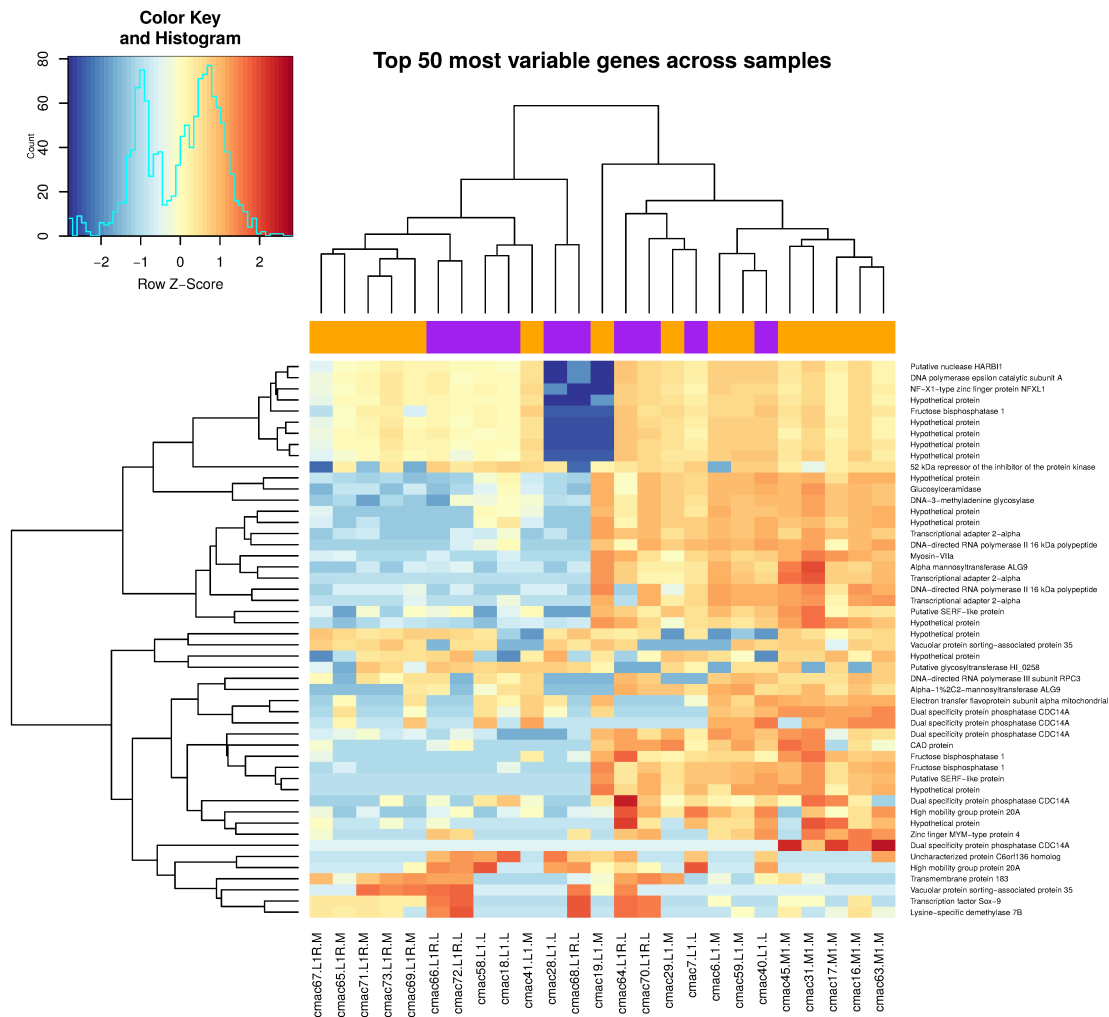 Color Key
and Histogram
Top 50 most variable genes across samples
80
60
40
20
0
Count
−2 −1 0 1 2
Row Z−Score
Putative nuclease HARBI1
DNA polymerase epsilon catalytic subunit A
NF−X1−type zinc finger protein NFXL1
Hypothetical protein
Fructose bisphosphatase 1
Hypothetical protein
Hypothetical protein
Hypothetical protein
Hypothetical protein
52 kDa repressor of the inhibitor of the protein kinase
Hypothetical protein
Glucosylceramidase
DNA−3−methyladenine glycosylase
Hypothetical protein
Hypothetical protein
Transcriptional adapter 2−alpha
DNA−directed RNA polymerase II 16 kDa polypeptide
Myosin−VIIa
Alpha mannosyltransferase ALG9
Transcriptional adapter 2−alpha
DNA−directed RNA polymerase II 16 kDa polypeptide
Transcriptional adapter 2−alpha
Putative SERF−like protein
Hypothetical protein
Hypothetical protein
Vacuolar protein sorting−associated protein 35
Hypothetical protein
Putative glycosyltransferase HI_0258
DNA−directed RNA polymerase III subunit RPC3
Alpha−1%2C2−mannosyltransferase ALG9
Electron transfer flavoprotein subunit alpha mitochondrial
Dual specificity protein phosphatase CDC14A
Dual specificity protein phosphatase CDC14A
Dual specificity protein phosphatase CDC14A
CAD protein
Fructose bisphosphatase 1
Fructose bisphosphatase 1
Putative SERF−like protein
Hypothetical protein
Dual specificity protein phosphatase CDC14A
High mobility group protein 20A
Hypothetical protein
Zinc finger MYM−type protein 4
Dual specificity protein phosphatase CDC14A
Uncharacterized protein C6orf136 homolog
High mobility group protein 20A
Transmembrane protein 183
Vacuolar protein sorting−associated protein 35
Transcription factor Sox−9
Lysine−specific demethylase 7B
cmac67.L1R.M
cmac65.L1R.M
cmac71.L1R.M
cmac73.L1R.M
cmac69.L1R.M
cmac66.L1R.L
cmac72.L1R.L
cmac58.L1.L
cmac18.L1.L
cmac41.L1.M
cmac28.L1.L
cmac68.L1R.L
cmac19.L1.M
cmac64.L1R.L
cmac70.L1R.L
cmac29.L1.M
cmac7.L1.L
cmac6.L1.M
cmac59.L1.M
cmac40.L1.L
cmac45.M1.M
cmac31.M1.M
cmac17.M1.M
cmac16.M1.M
cmac63.M1.M